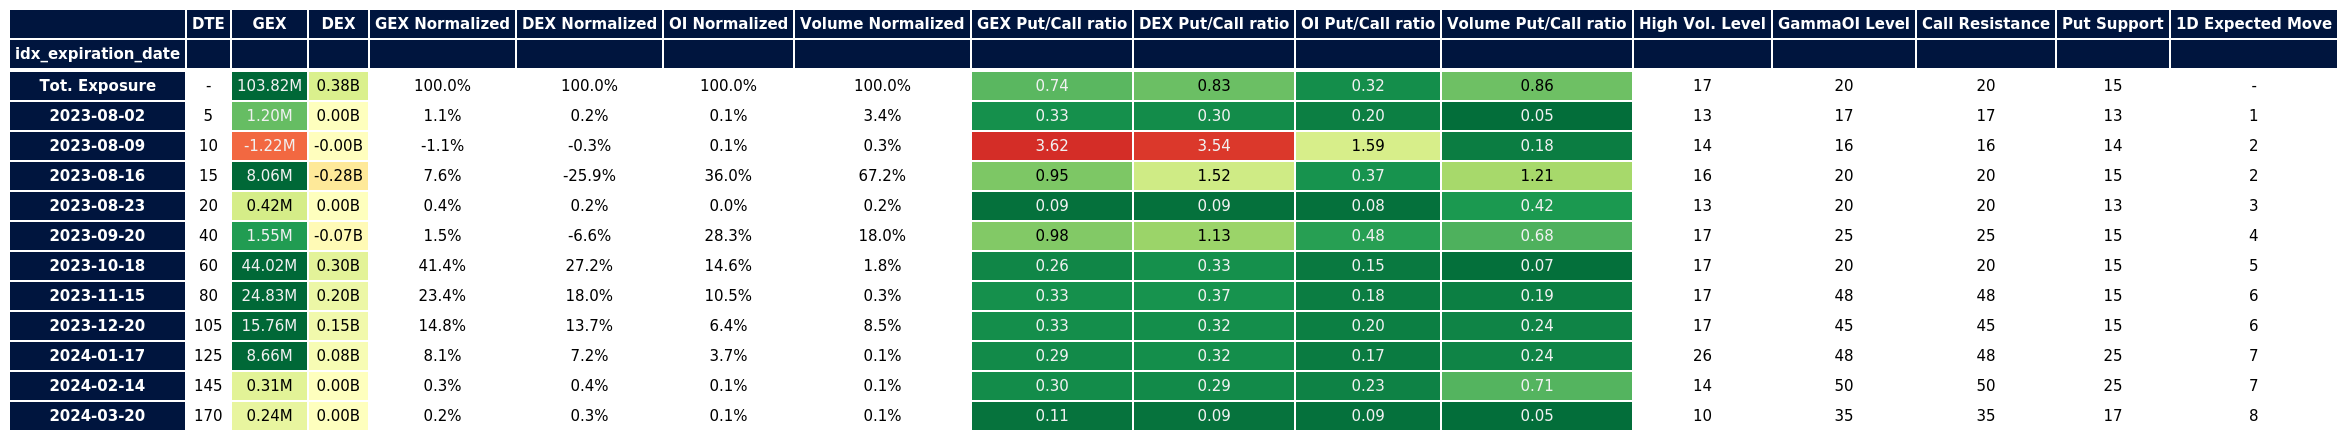 DTE GEX DEX GEX Normalized DEX Normalized OI Normalized Volume Normalized GEX Put/Call ratio DEX Put/Call ratio OI Put/Call ratio Volume Put/Call ratio High Vol. Level GammaOI Level Call Resistance Put Support 1D Expected Move
idx_expiration_date
Tot. Exposure - 103.82M 0.38B 100.0% 100.0% 100.0% 100.0% 0.74 0.83 0.32 0.86 17 20 20 15 -
2023-08-02 5 1.20M 0.00B 1.1% 0.2% 0.1% 3.4% 0.33 0.30 0.20 0.05 13 17 17 13 1
2023-08-09 10 -1.22M -0.00B -1.1% -0.3% 0.1% 0.3% 3.62 3.54 1.59 0.18 14 16 16 14 2
2023-08-16 15 8.06M -0.28B 7.6% -25.9% 36.0% 67.2% 0.95 1.52 0.37 1.21 16 20 20 15 2
2023-08-23 20 0.42M 0.00B 0.4% 0.2% 0.0% 0.2% 0.09 0.09 0.08 0.42 13 20 20 13 3
2023-09-20 40 1.55M -0.07B 1.5% -6.6% 28.3% 18.0% 0.98 1.13 0.48 0.68 17 25 25 15 4
2023-10-18 60 44.02M 0.30B 41.4% 27.2% 14.6% 1.8% 0.26 0.33 0.15 0.07 17 20 20 15 5
2023-11-15 80 24.83M 0.20B 23.4% 18.0% 10.5% 0.3% 0.33 0.37 0.18 0.19 17 48 48 15 6
2023-12-20 105 15.76M 0.15B 14.8% 13.7% 6.4% 8.5% 0.33 0.32 0.20 0.24 17 45 45 15 6
2024-01-17 125 8.66M 0.08B 8.1% 7.2% 3.7% 0.1% 0.29 0.32 0.17 0.24 26 48 48 25 7
2024-02-14 145 0.31M 0.00B 0.3% 0.4% 0.1% 0.1% 0.30 0.29 0.23 0.71 14 50 50 25 7
2024-03-20 170 0.24M 0.00B 0.2% 0.3% 0.1% 0.1% 0.11 0.09 0.09 0.05 10 35 35 17 8